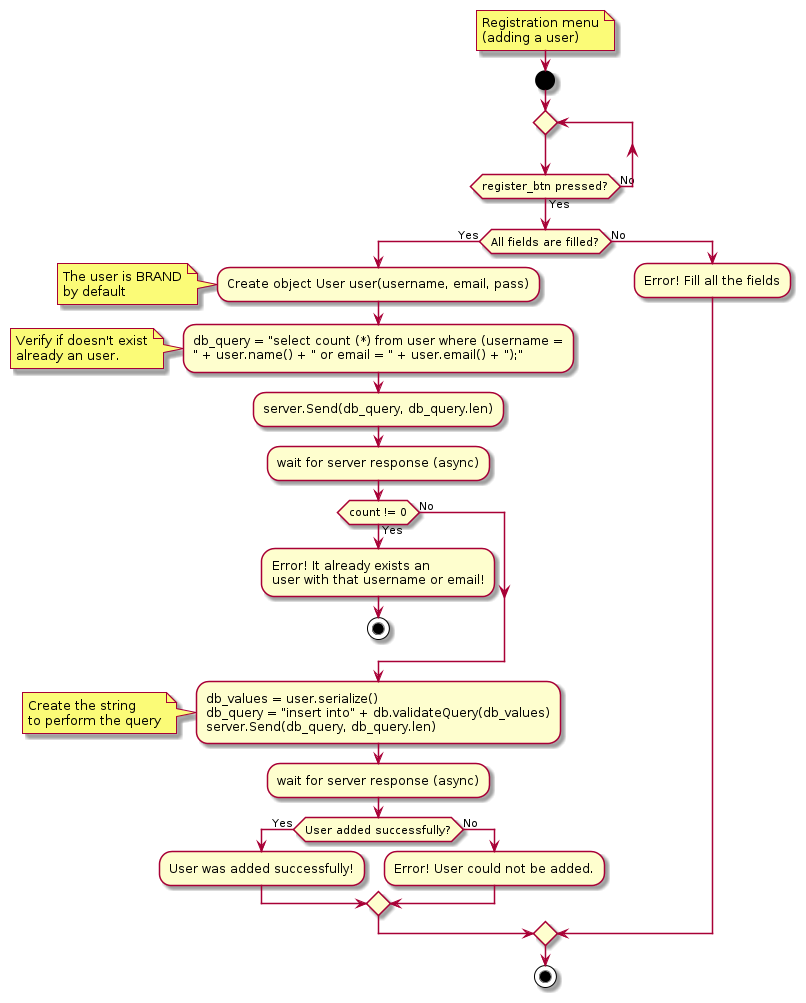 Registration menu
(adding a user)
register_btn pressed?
No
Yes
Yes
All fields are filled?
No
The user is BRAND
by default
Create object User user(username, email, pass)
Error! Fill all the fields
Verify if doesn't exist
already an user.
db_query = "select count (*) from user where (username =
" + user.name() + " or email = " + user.email() + ");"
server.Send(db_query, db_query.len)
wait for server response (async)
count != 0
No
Yes
Error! It already exists an
user with that username or email!
Create the string
to perform the query
db_values = user.serialize()
db_query = "insert into" + db.validateQuery(db_values)
server.Send(db_query, db_query.len)
wait for server response (async)
Yes
User added successfully?
No
User was added successfully!
Error! User could not be added.